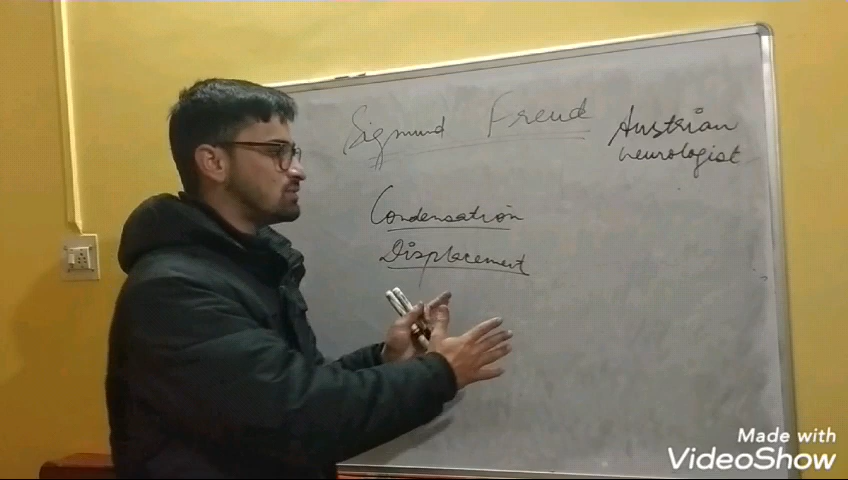 Sigmund Freud
Austrian
neurologist
Condensation
Displacement
Made with
VideoShow